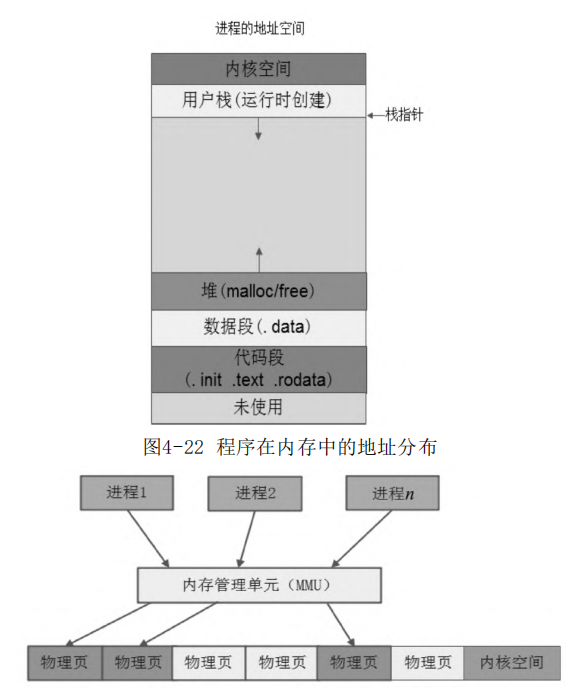 进程的地址空间
内核空间
用户栈(运行时创建)
栈指针
堆(malloc/free)
数据段(.data)
代码段
(.init .text .rodata)
未使用
图4-22 程序在内存中的地址分布
进程1 进程2 进程n
内存管理单元（MMU）
物理页 物理页 物理页 物理页 物理页 物理页 内核空间